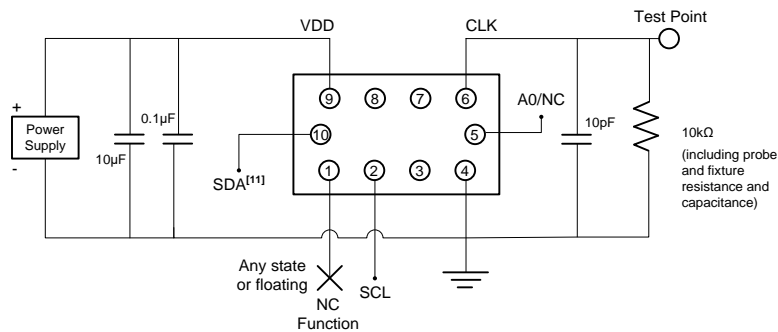 VDD
CLK
Test Point
9
8
7
6
A0/NC
+
Power
Supply
-
10µF
0.1µF
10
5
10pF
10kΩ
(including probe
and fixture
resistance and
capacitance)
SDA[11]
1
2
3
4
Any state
or floating
NC
Function
SCL